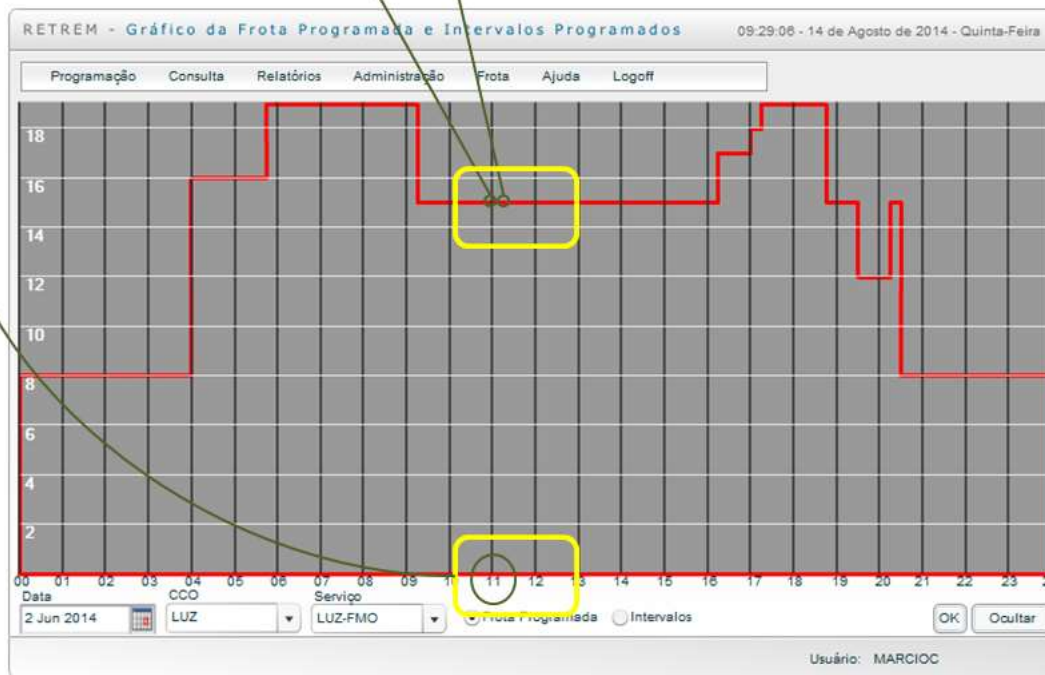 RETREM - Gráfico da Frota Programada e Intervalos Programados 09:29:06 - 14 de Agosto de 2014 - Quinta-Feira
Programação Consulta Relatórios Administração Frota Ajuda Logoff
18
16
14
12
10
8
6
4
2
00 01 02 03 04 05 06 07 08 09 10 11 12 13 14 15 16 17 18 19 20 21 22 23
Data CCO Serviço
2 Jun 2014 LUZ LUZ-FMO Frota Programada Intervalos OK Ocultar
Usuário: MARCIOC